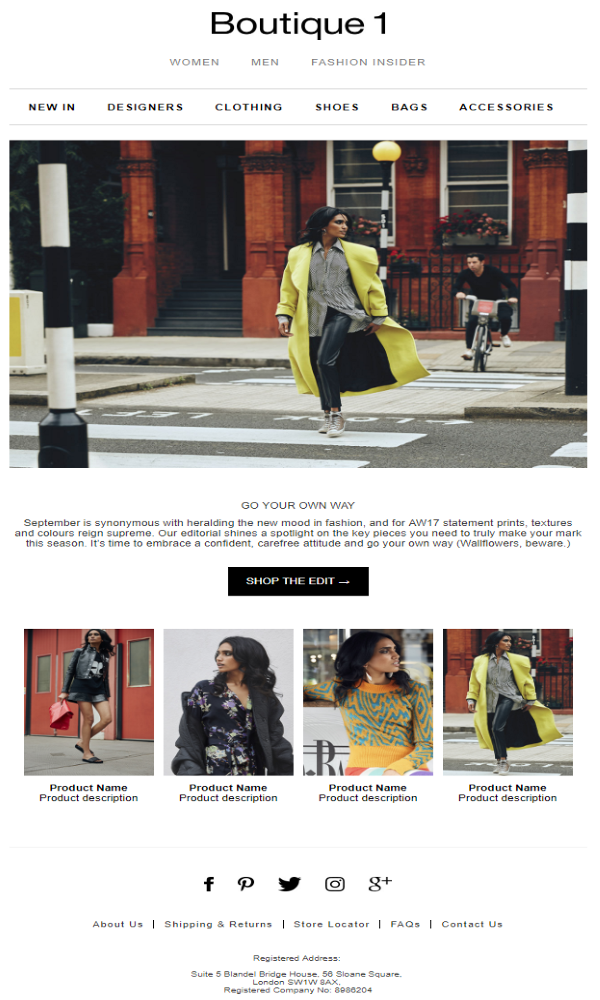 Boutique 1
WOMEN MEN FASHION INSIDER
NEW IN DESIGNERS CLOTHING SHOES BAGS ACCESSORIES
LEFT
GO YOUR OWN WAY
September is synonymous with heralding the new mood in fashion, and for AW17 statement prints, textures
and colours reign supreme. Our editorial shines a spotlight on the key pieces you need to truly make your mark
this season. It's time to embrace a confident, carefree attitude and go your own way (Wallflowers, beware.)
SHOP THE EDIT →
Product Name Product Name Product Name Product Name
Product description Product description Product description Product description
About Us | Shipping & Returns | Store Locator | FAQs | Contact Us
Registered Address:
Suite 5 Blandel Bridge House, 56 Sloane Square,
London SW1W 8AX,
Registered Company No: 8986204